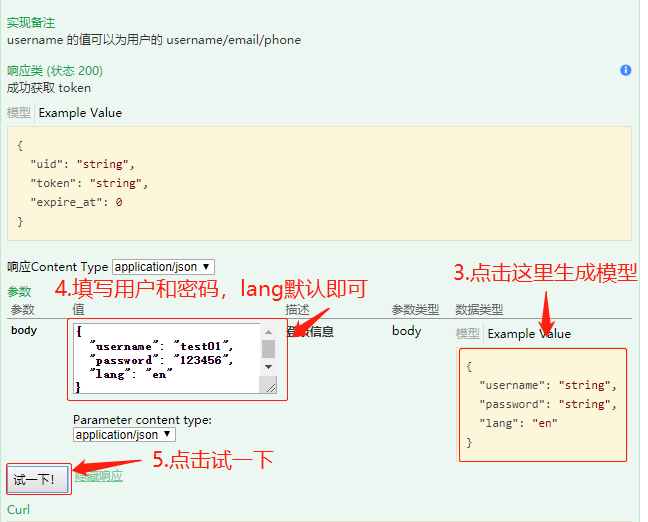 实现备注
username 的值可以为用户的 username/email/phone
响应类 (状态 200)
成功获取 token
模型 Example Value
{
"uid": "string",
"token": "string",
"expire_at": 0
}
响应Content Type application/json
参数
4.填写用户和密码，lang默认即可
3.点击这里生成模型
参数 值 描述 参数类型 数据类型
body
{
"username": "test01",
"password": "123456",
"lang": "en"
}
登录信息
body
模型 Example Value
{
"username": "string",
"password": "string",
"lang": "en"
}
Parameter content type:
application/json
5.点击试一下
试一下!
隐藏响应
Curl